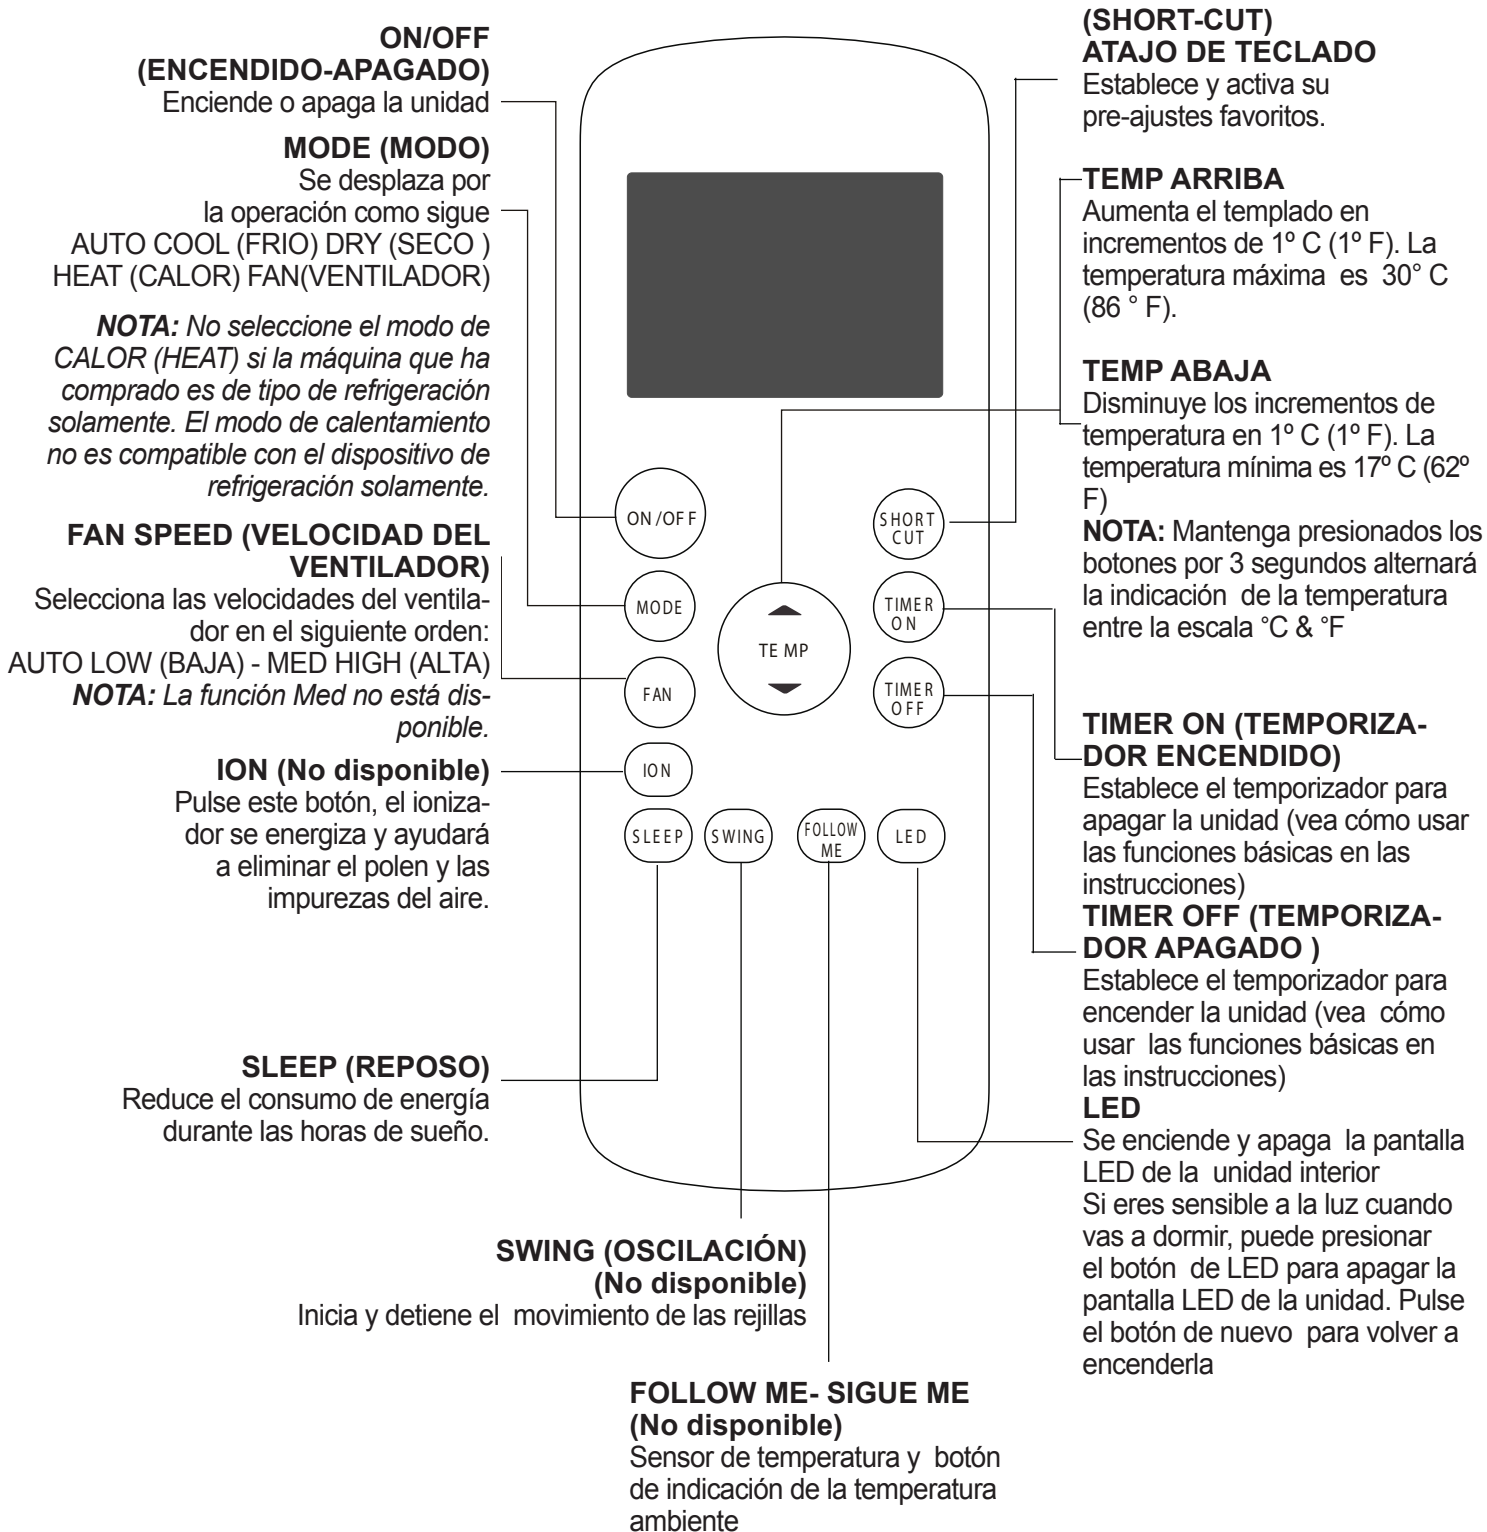 ON/OFF
(ENCENDIDO-APAGADO)
Enciende o apaga la unidad
MODE (MODO)
Se desplaza por
la operación como sigue
AUTO COOL (FRIO) DRY (SECO )
HEAT (CALOR) FAN(VENTILADOR)
NOTA: No seleccione el modo de
CALOR (HEAT) si la máquina que ha
comprado es de tipo de refrigeración
solamente. El modo de calentamiento
no es compatible con el dispositivo de
refrigeración solamente.
FAN SPEED (VELOCIDAD DEL
VENTILADOR)
Selecciona las velocidades del ventila-
dor en el siguiente orden:
AUTO LOW (BAJA) - MED HIGH (ALTA)
NOTA: La función Med no está dis-
ponible.
ION (No disponible)
Pulse este botón, el ioniza-
dor se energiza y ayudará
a eliminar el polen y las
impurezas del aire.
SLEEP (REPOSO)
Reduce el consumo de energía
durante las horas de sueño.
ON/OFF
MODE
FAN
ION
SLEEP
SWING
FOLLOW
ME
LED
TEMP
SHORT
CUT
TIMER
ON
TIMER
OFF
SWING (OSCILACIÓN)
(No disponible)
Inicia y detiene el movimiento de las rejillas
FOLLOW ME- SIGUE ME
(No disponible)
Sensor de temperatura y botón
de indicación de la temperatura
ambiente
(SHORT-CUT)
ATAJO DE TECLADO
Establece y activa su
pre-ajustes favoritos.
TEMP ARRIBA
Aumenta el templado en
incrementos de 1º C (1º F). La
temperatura máxima es 30° C
(86 ° F).
TEMP ABAJA
Disminuye los incrementos de
temperatura en 1º C (1º F). La
temperatura mínima es 17º C (62º
F)
NOTA: Mantenga presionados los
botones por 3 segundos alternará
la indicación de la temperatura
entre la escala °C & °F
TIMER ON (TEMPORIZA-
DOR ENCENDIDO)
Establece el temporizador para
apagar la unidad (vea cómo usar
las funciones básicas en las
instrucciones)
TIMER OFF (TEMPORIZA-
DOR APAGADO )
Establece el temporizador para
encender la unidad (vea cómo
usar las funciones básicas en
las instrucciones)
LED
Se enciende y apaga la pantalla
LED de la unidad interior
Si eres sensible a la luz cuando
vas a dormir, puede presionar
el botón de LED para apagar la
pantalla LED de la unidad. Pulse
el botón de nuevo para volver a
encenderla